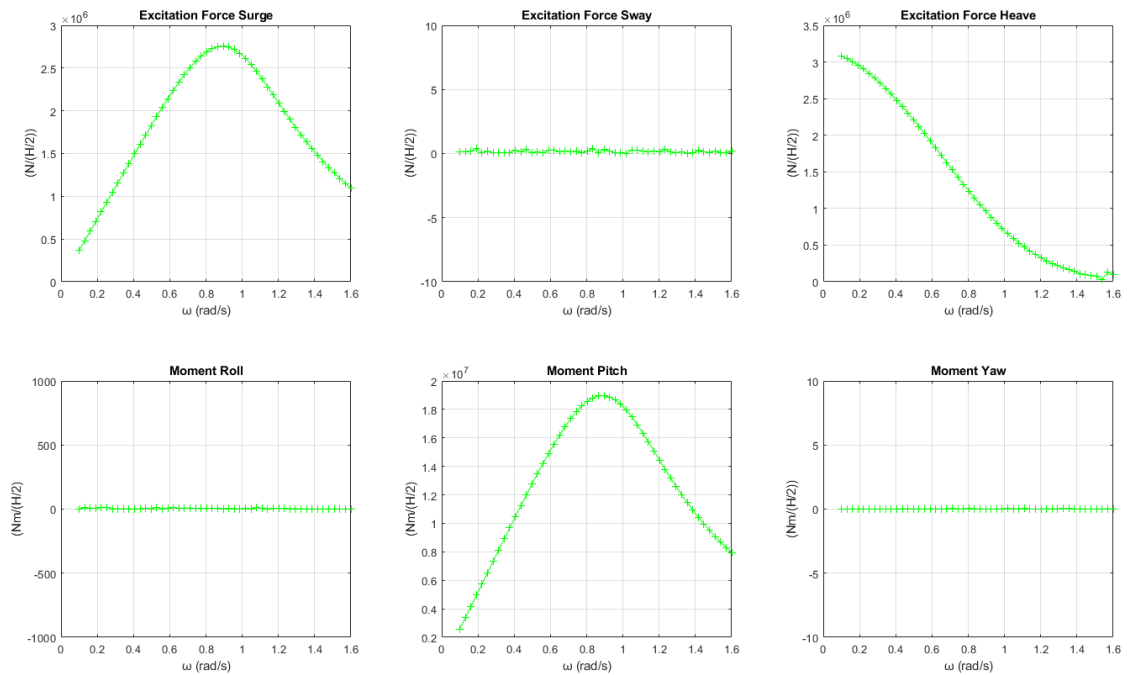 Excitation Force Surge
×10^6
3
2.5
2
1.5
1
0.5
0
(N/(H/2))
0 0.2 0.4 0.6 0.8 1 1.2 1.4 1.6
ω (rad/s)
Excitation Force Sway
10
5
0
-5
-10
(N/(H/2))
0 0.2 0.4 0.6 0.8 1 1.2 1.4 1.6
ω (rad/s)
Excitation Force Heave
×10^6
3.5
3
2.5
2
1.5
1
0.5
0
(N/(H/2))
0 0.2 0.4 0.6 0.8 1 1.2 1.4 1.6
ω (rad/s)
Moment Roll
1000
500
0
-500
-1000
(Nm/(H/2)
0 0.2 0.4 0.6 0.8 1 1.2 1.4 1.6
ω (rad/s)
Moment Pitch
×10^7
2
1.8
1.6
1.4
1.2
1
0.8
0.6
0.4
0.2
(Nm/(H/2)
0 0.2 0.4 0.6 0.8 1 1.2 1.4 1.6
ω (rad/s)
Moment Yaw
10
5
0
-5
-10
(Nm/(H/2))
0 0.2 0.4 0.6 0.8 1 1.2 1.4 1.6
ω (rad/s)